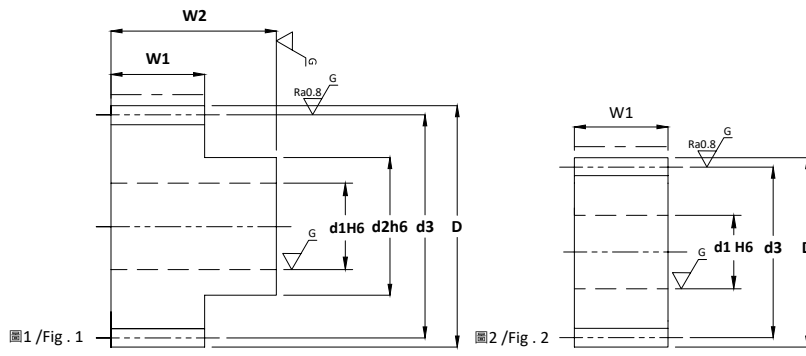 W2
W1
G
Ra0.8
G
G
d1H6
d2h6
d3
D
圖1 /Fig . 1
W1
Ra0.8
G
G
d1 H6
d3
D
圖2 /Fig . 2